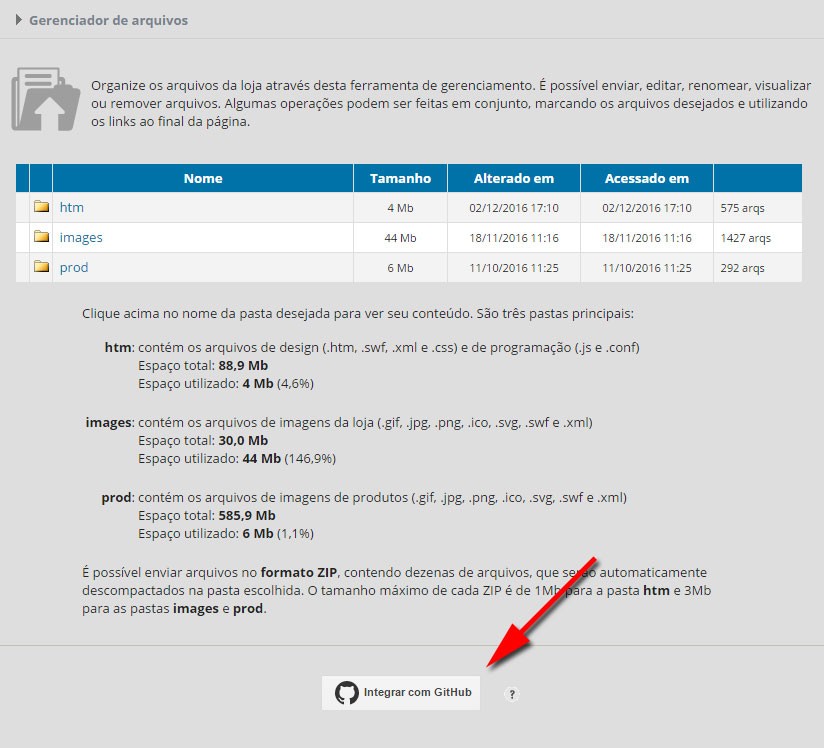 Gerenciador de arquivos
Organize os arquivos da loja através desta ferramenta de gerenciamento. É possível enviar, editar, renomear, visualizar
ou remover arquivos. Algumas operações podem ser feitas em conjunto, marcando os arquivos desejados e utilizando
os links ao final da página.
Nome Tamanho Alterado em Acessado em
htm 4 Mb 02/12/2016 17:10 02/12/2016 17:10 575 arqs
images 44 Mb 18/11/2016 11:16 18/11/2016 11:16 1427 arqs
prod 6 Mb 11/10/2016 11:25 11/10/2016 11:25 292 arqs
Clique acima no nome da pasta desejada para ver seu conteúdo. São três pastas principais:
htm: contém os arquivos de design (.htm, .swf, .xml e .css) e de programação (.js e .conf)
Espaço total: 88,9 Mb
Espaço utilizado: 4 Mb (4,6%)
images: contém os arquivos de imagens da loja (.gif, .jpg, .png, .ico, .svg, .swf e .xml)
Espaço total: 30,0 Mb
Espaço utilizado: 44 Mb (146,9%)
prod: contém os arquivos de imagens de produtos (.gif, .jpg, .png, .ico, .svg, .swf e .xml)
Espaço total: 585,9 Mb
Espaço utilizado: 6 Mb (1,1%)
É possível enviar arquivos no formato ZIP, contendo dezenas de arquivos, que serão automaticamente
descompactados na pasta escolhida. O tamanho máximo de cada ZIP é de 1Mb para a pasta htm e 3Mb
para as pastas images e prod.
Integrar com GitHub ?